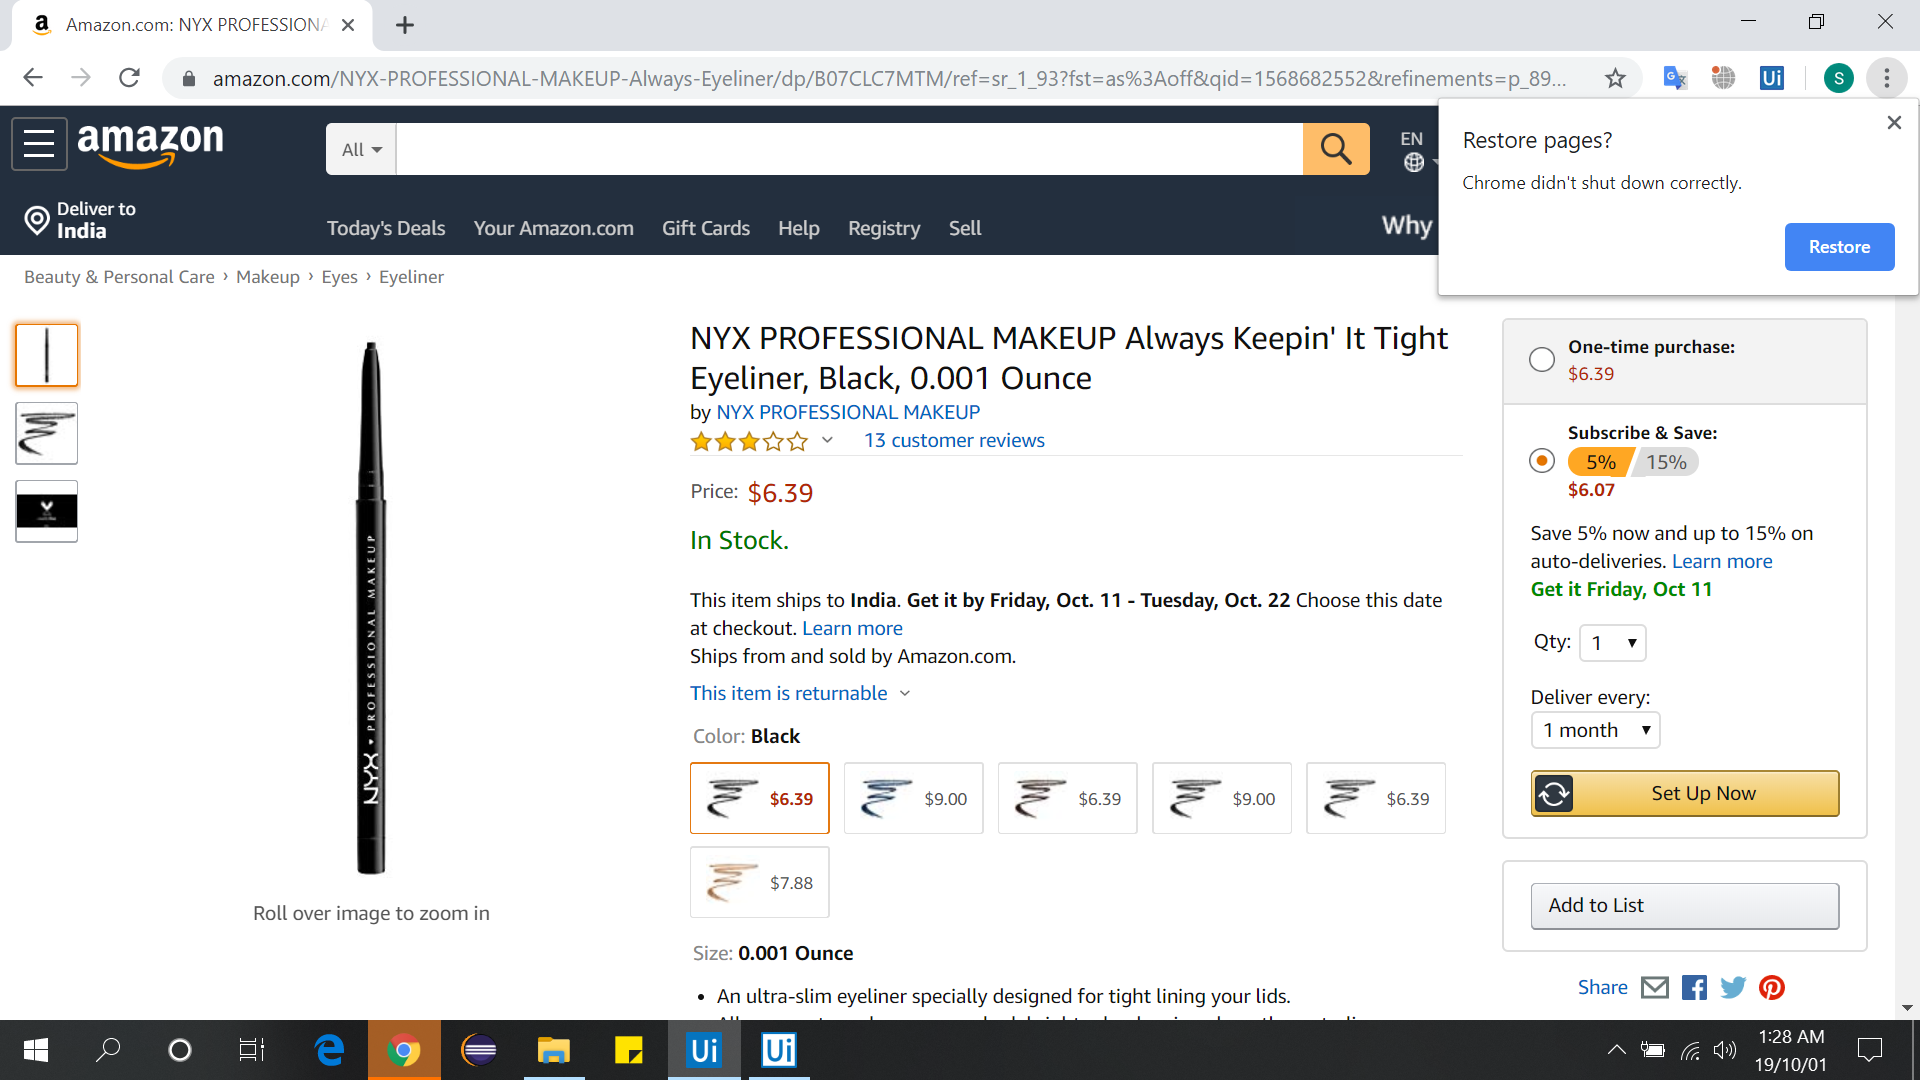 Amazon.com: NYX PROFESSIONA
amazon.com/NYX-PROFESSIONAL-MAKEUP-Always-Eyeliner/dp/B07CLC7MTM/ref=sr_1_93?fst=as%3Aoff&qid=1568682552&refinements=p_89...
Ui
S
Restore pages?
Chrome didn't shut down correctly.
Restore
amazon
All
EN
Deliver to
India
Today's Deals
Your Amazon.com
Gift Cards
Help
Registry
Sell
Why
Beauty & Personal Care › Makeup › Eyes › Eyeliner
NYX • PROFESSIONAL MAKEUP
Roll over image to zoom in
NYX PROFESSIONAL MAKEUP Always Keepin' It Tight
Eyeliner, Black, 0.001 Ounce
by NYX PROFESSIONAL MAKEUP
13 customer reviews
Price: $6.39
In Stock.
This item ships to India. Get it by Friday, Oct. 11 - Tuesday, Oct. 22 Choose this date
at checkout. Learn more
Ships from and sold by Amazon.com.
This item is returnable
Color: Black
$6.39
$9.00
$6.39
$9.00
$6.39
$7.88
Size: 0.001 Ounce
• An ultra-slim eyeliner specially designed for tight lining your lids.
One-time purchase:
$6.39
Subscribe & Save:
5% 15%
$6.07
Save 5% now and up to 15% on
auto-deliveries. Learn more
Get it Friday, Oct 11
Qty: 1
Deliver every:
1 month
Set Up Now
Add to List
Share
Ui
Ui
1:28 AM
19/10/01